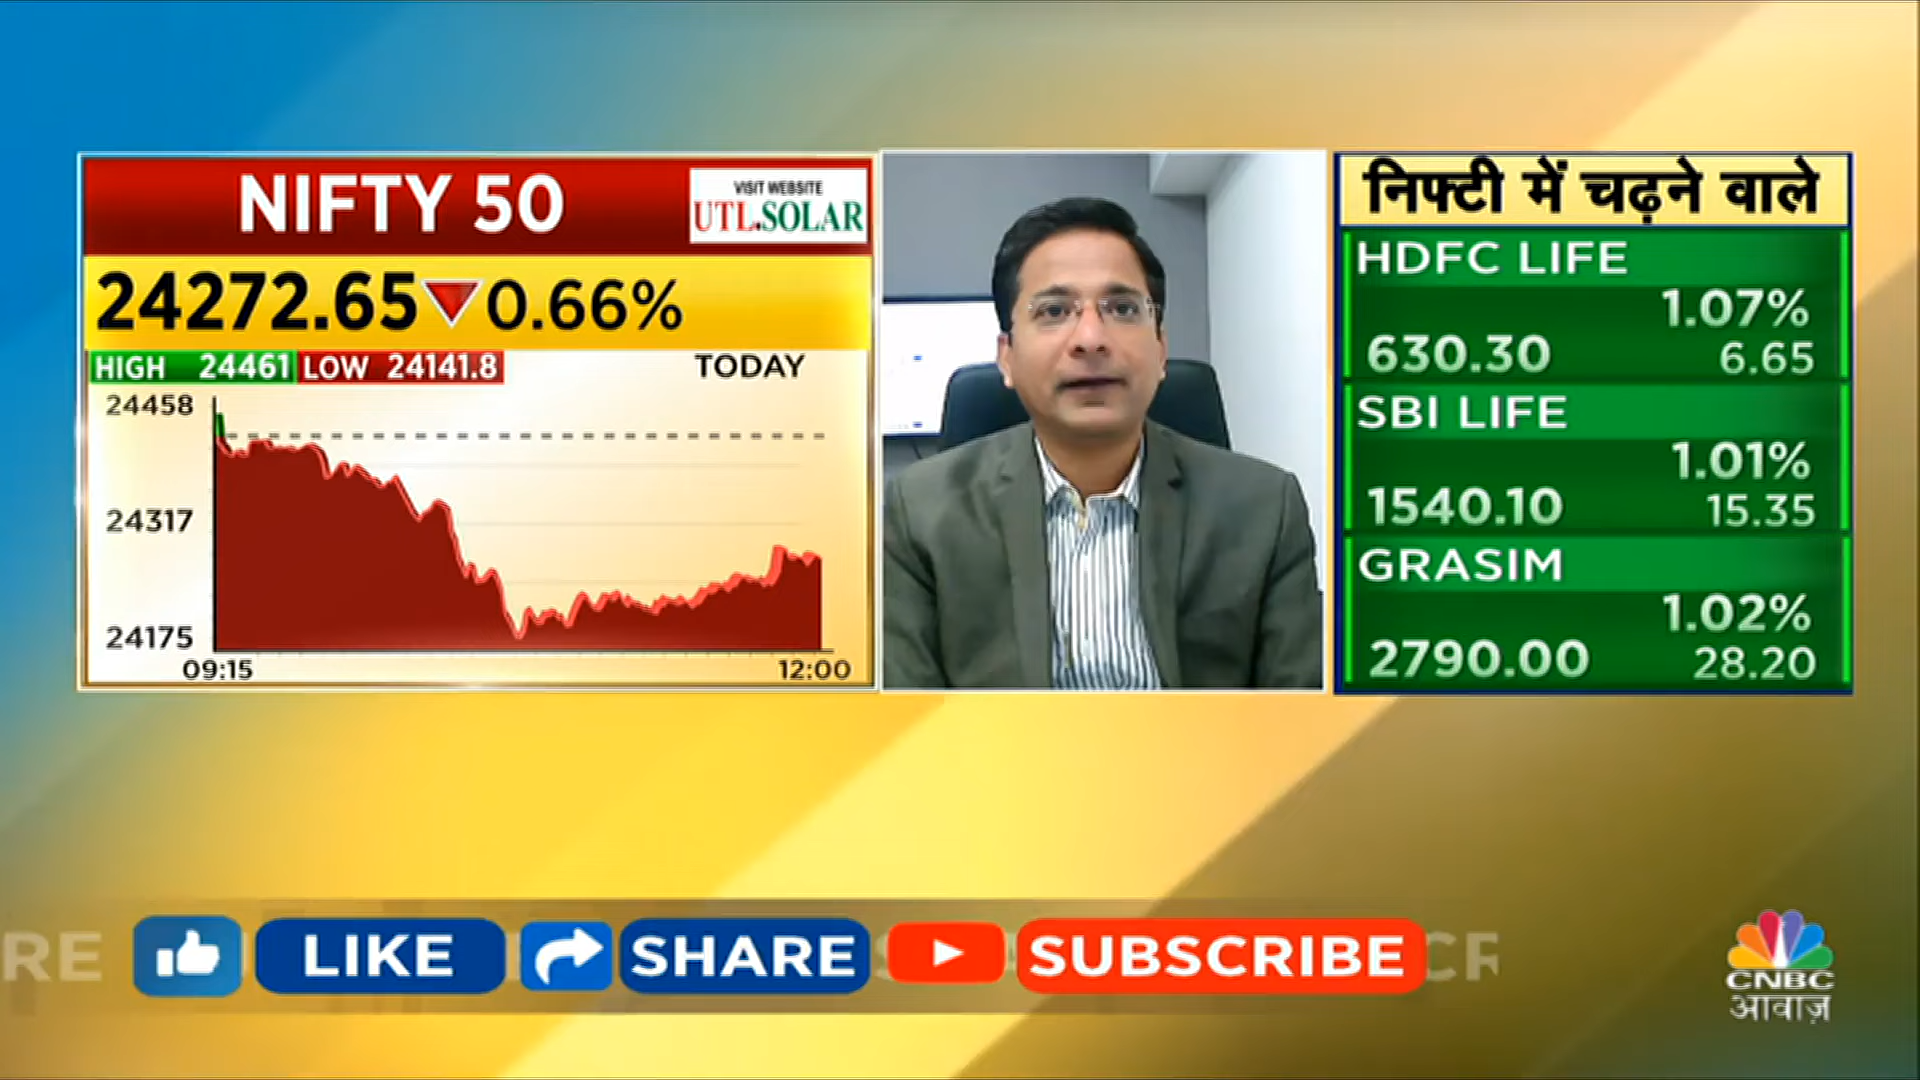 NIFTY 50
VISIT WEBSITE
UTL.SOLAR
24272.65 0.66%
HIGH 24461 LOW 24141.8
TODAY
24458
24317
24175
09:15
12:00
निफ्टी में चढ़ने वाले
HDFC LIFE
1.07%
630.30
6.65
SBI LIFE
1.01%
1540.10
15.35
GRASIM
1.02%
2790.00
28.20
RE
LIKE
SHARE
SUBSCRIBE
CNBC
आवाज़